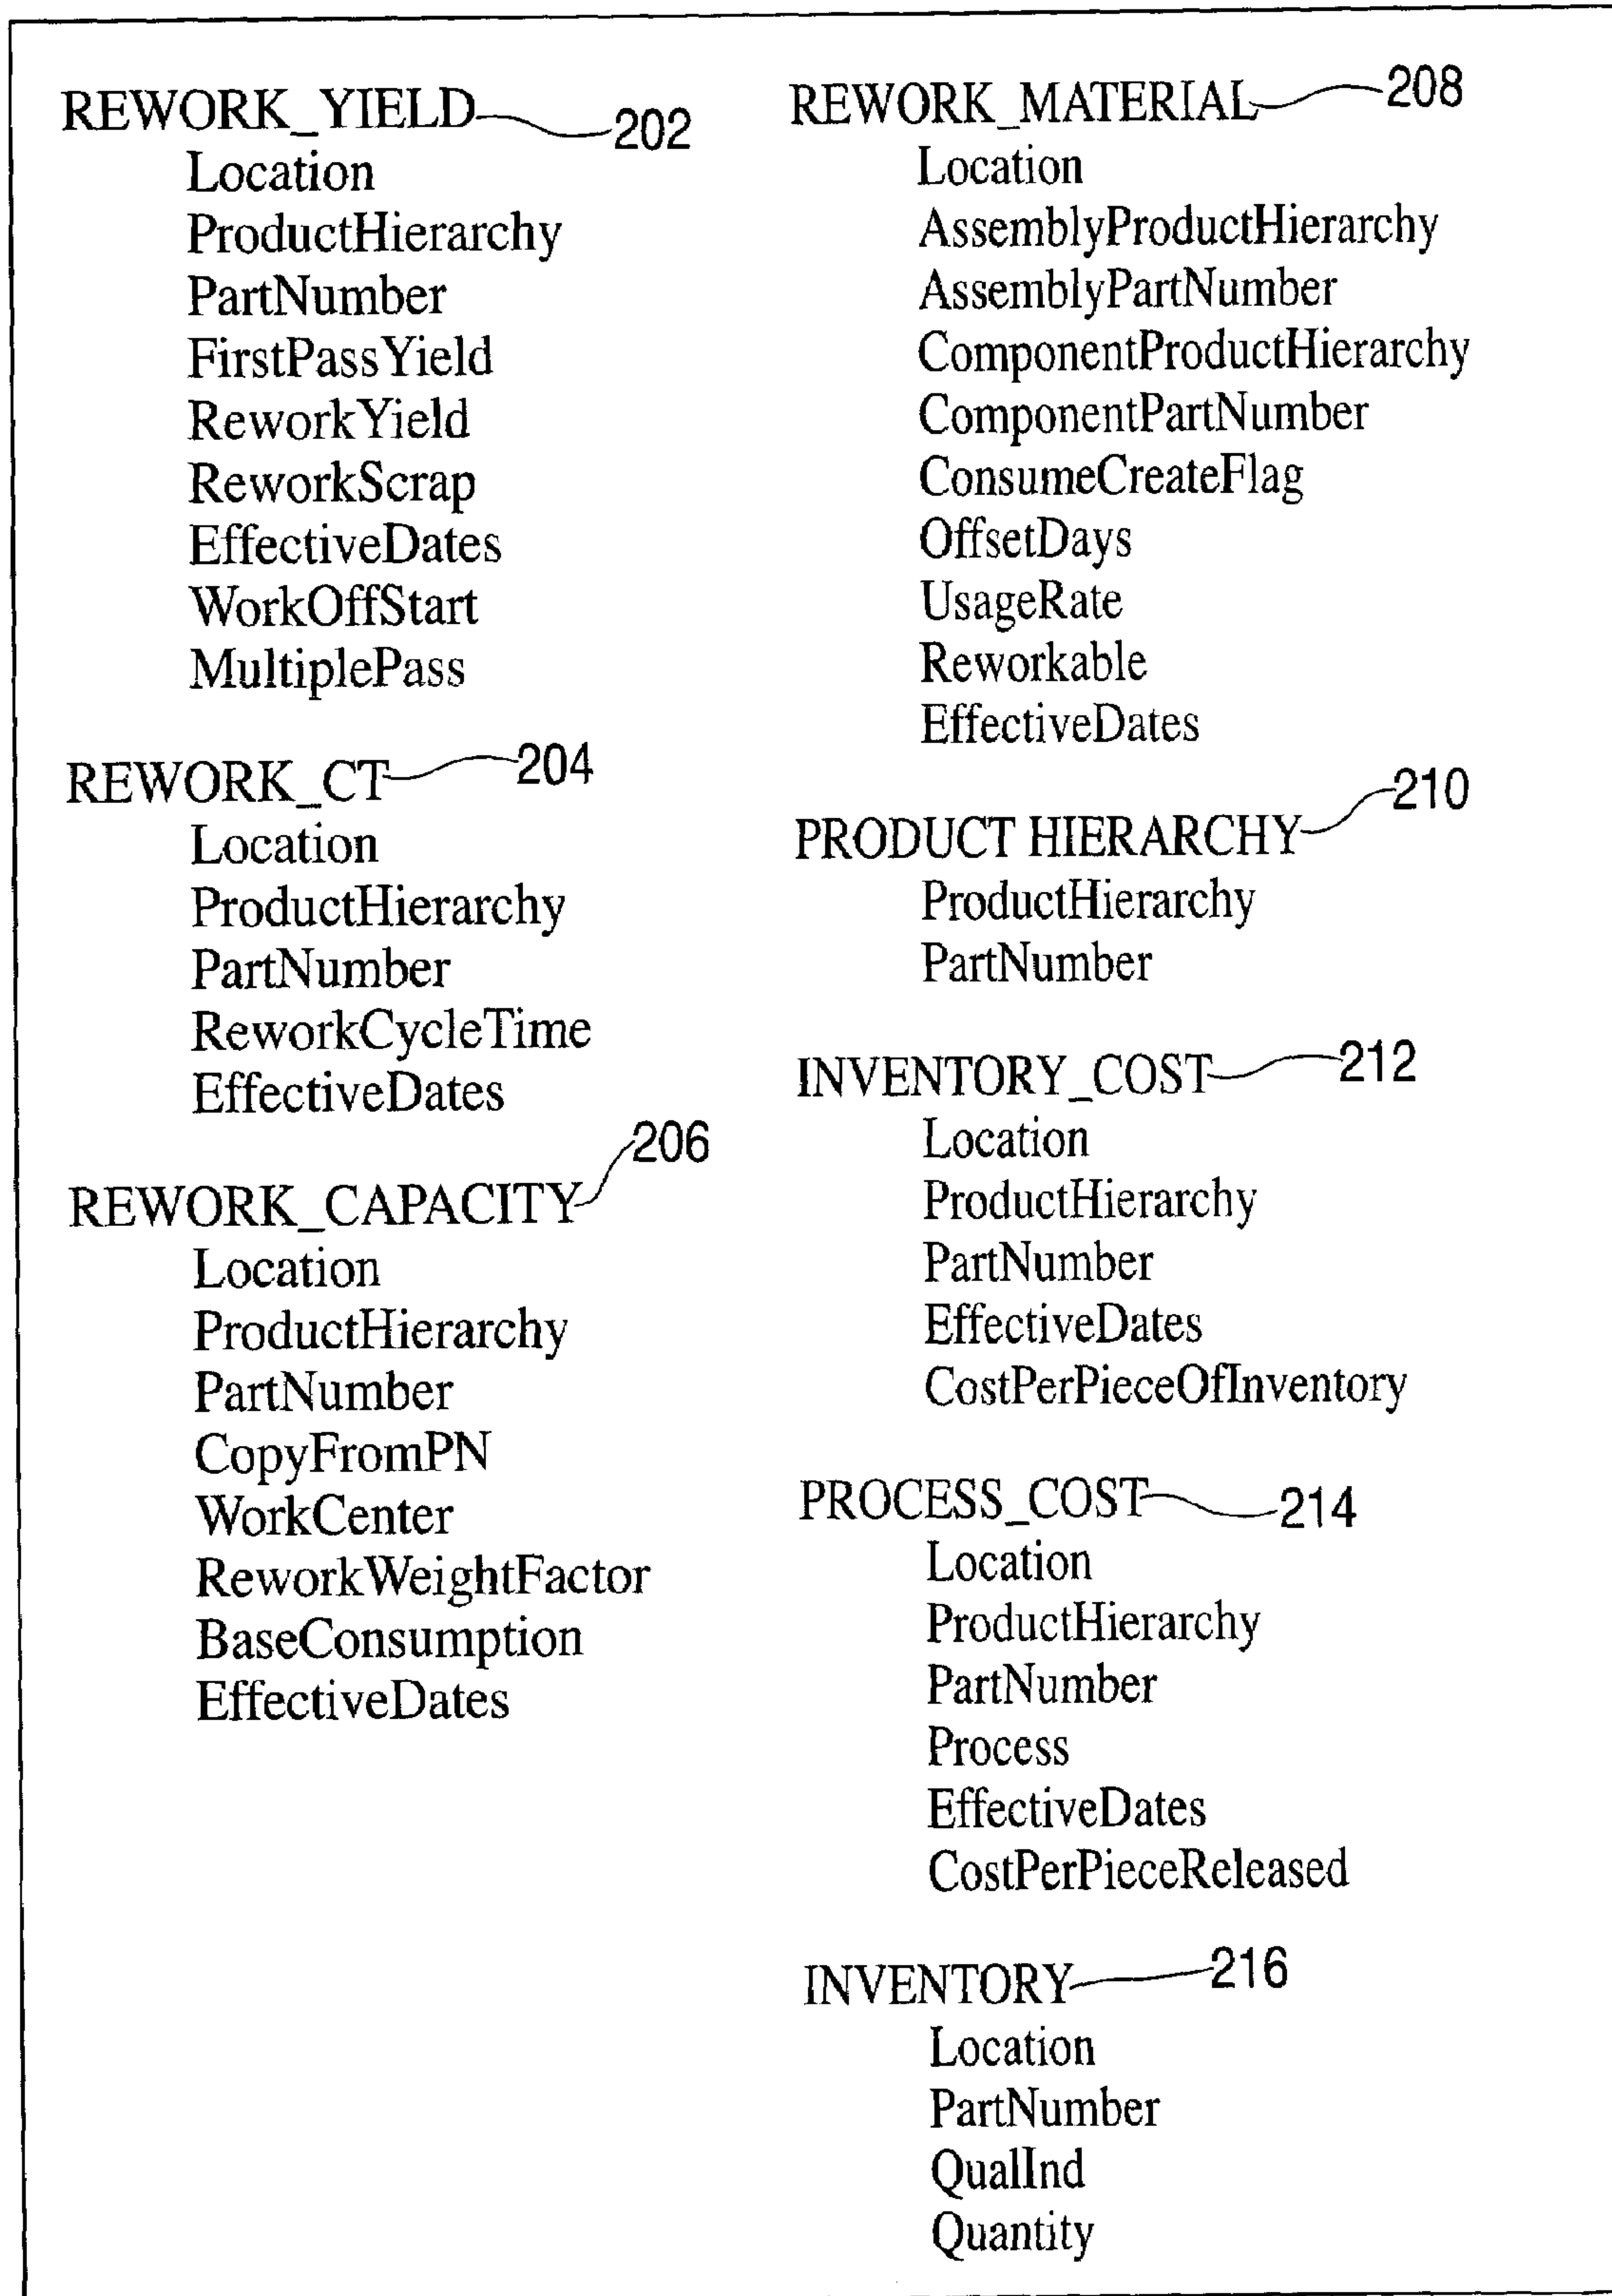 REWORK_YIELD 202
Location
ProductHierarchy
PartNumber
FirstPassYield
ReworkYield
ReworkScrap
EffectiveDates
WorkOffStart
MultiplePass
REWORK_CT 204
Location
ProductHierarchy
PartNumber
ReworkCycleTime
EffectiveDates
REWORK_CAPACITY 206
Location
ProductHierarchy
PartNumber
CopyFromPN
WorkCenter
ReworkWeightFactor
BaseConsumption
EffectiveDates
REWORK_MATERIAL 208
Location
AssemblyProductHierarchy
AssemblyPartNumber
ComponentProductHierarchy
ComponentPartNumber
ConsumeCreateFlag
OffsetDays
UsageRate
Reworkable
EffectiveDates
PRODUCT HIERARCHY 210
ProductHierarchy
PartNumber
INVENTORY_COST 212
Location
ProductHierarchy
PartNumber
EffectiveDates
CostPerPieceOfInventory
PROCESS_COST 214
Location
ProductHierarchy
PartNumber
Process
EffectiveDates
CostPerPieceReleased
INVENTORY 216
Location
PartNumber
QualInd
Quantity